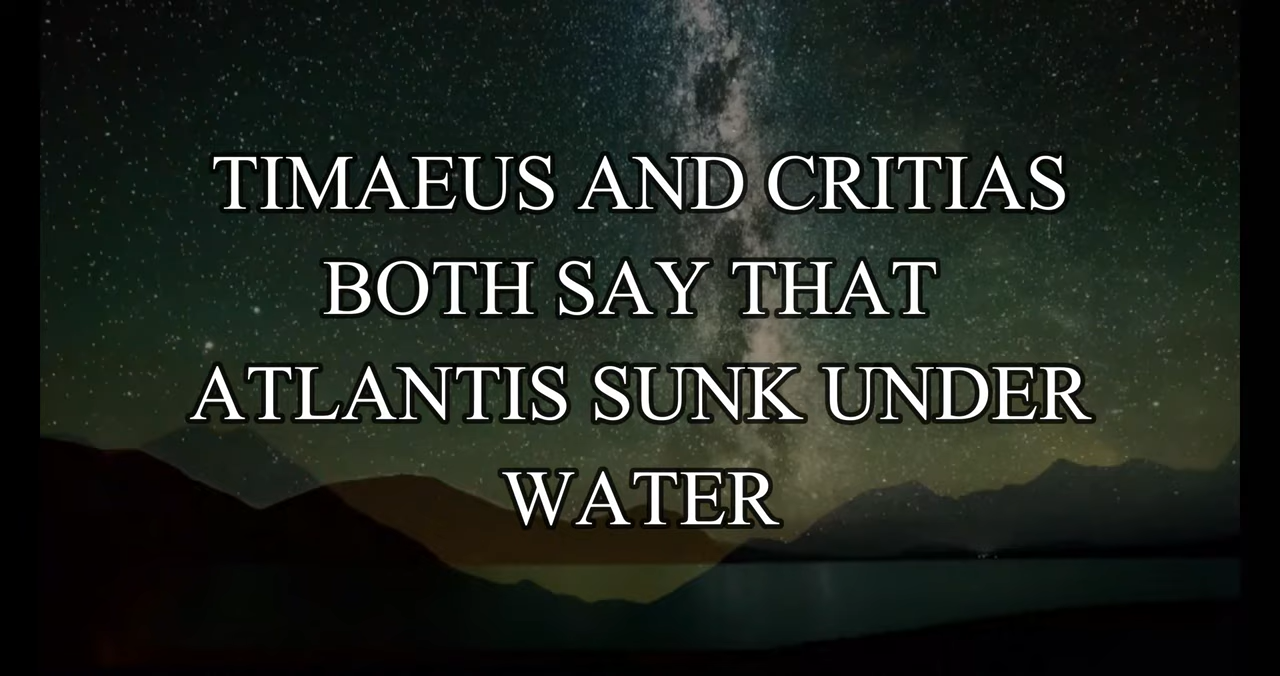 TIMAEUS AND CRITIAS
BOTH SAY THAT
ATLANTIS SUNK UNDER
WATER